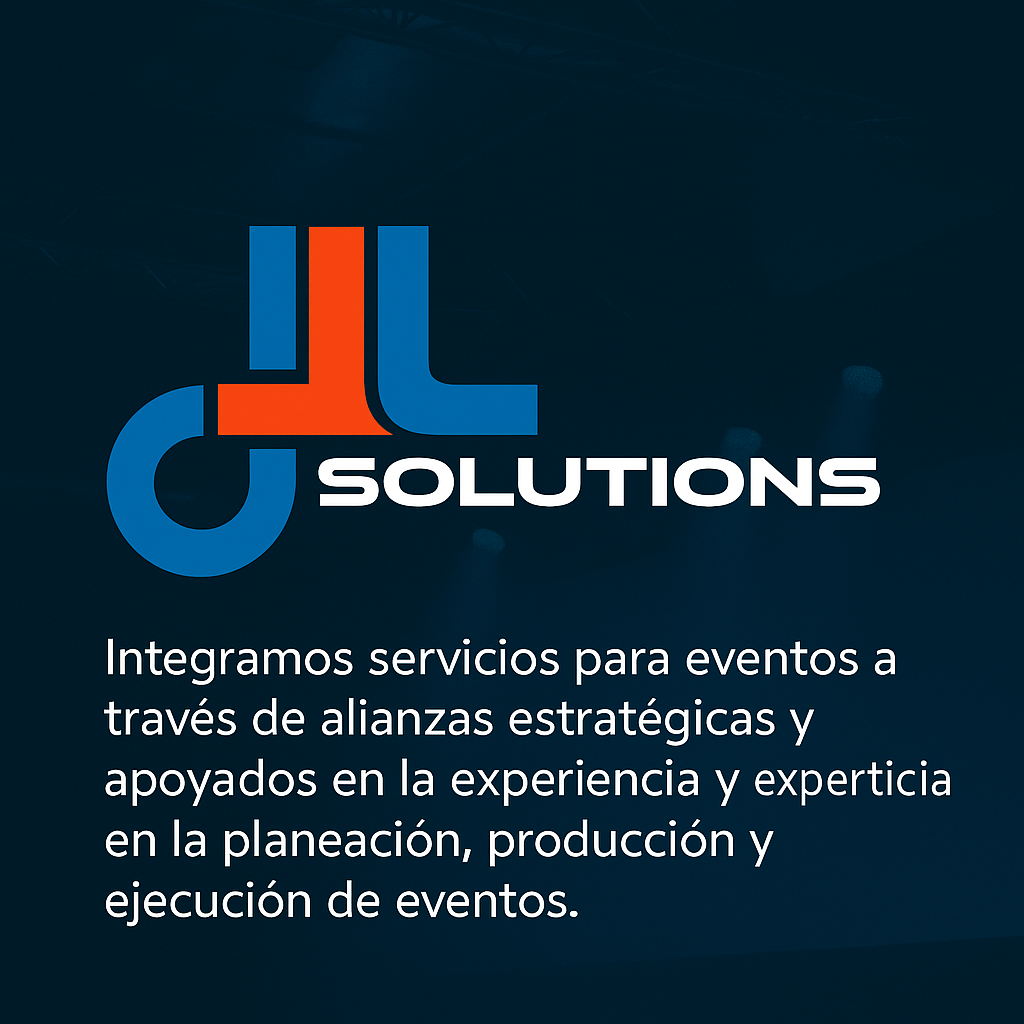 SOLUTIONS
Integramos servicios para eventos a
través de alianzas estratégicas y
apoyados en la experiencia y experticia
en la planeación, producción y
ejecución de eventos.